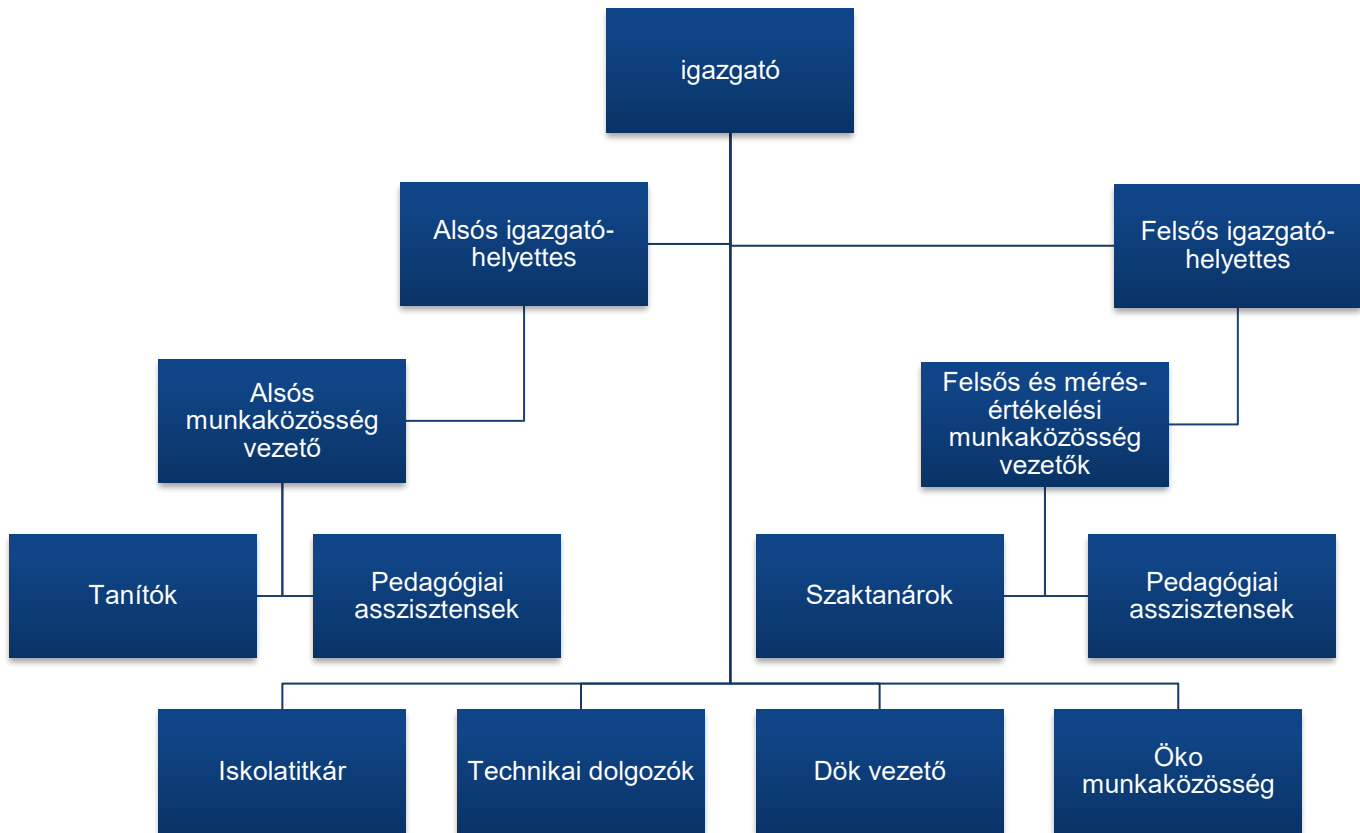 igazgató
Alsós igazgató-
helyettes
Felsős igazgató-
helyettes
Alsós
munkaközösség
vezető
Felsős és mérés-
értékelési
munkaközösség
vezetők
Tanítók
Pedagógiai
asszisztensek
Szaktanárok
Pedagógiai
asszisztensek
Iskolatitkár
Technikai dolgozók
Dök vezető
Öko
munkaközösség